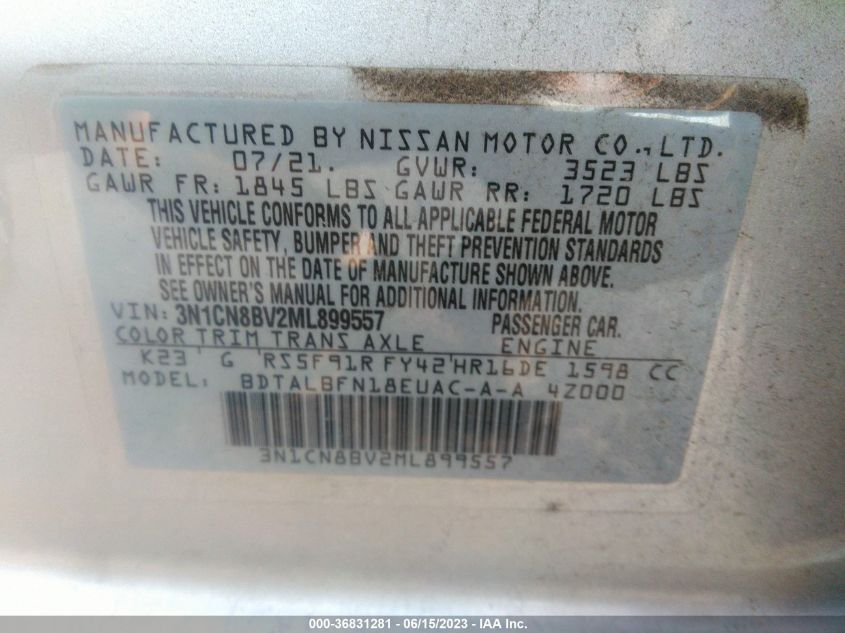 MANUFACTURED BY NISSAN MOTOR CO., LTD.
DATE: 07/21. GVWR: 3523 LBS
GAWR FR: 1845 LBS GAWR RR: 1720 LBS
THIS VEHICLE CONFORMS TO ALL APPLICABLE FEDERAL MOTOR
VEHICLE SAFETY, BUMPER AND THEFT PREVENTION STANDARDS
IN EFFECT ON THE DATE OF MANUFACTURE SHOWN ABOVE.
SEE OWNER'S MANUAL FOR ADDITIONAL INFORMATION.
VIN: 3N1CN8BV2ML899557 PASSENGER CAR.
COLOR TRIM TRANS AXLE ENGINE
K23 G RS5F91R FY42 HR16DE 1598 CC
MODEL: BDTALBFN18EUAC-A-A 4Z000
3N1CN8BV2ML899557
000-36831281 - 06/15/2023 - IAA Inc.